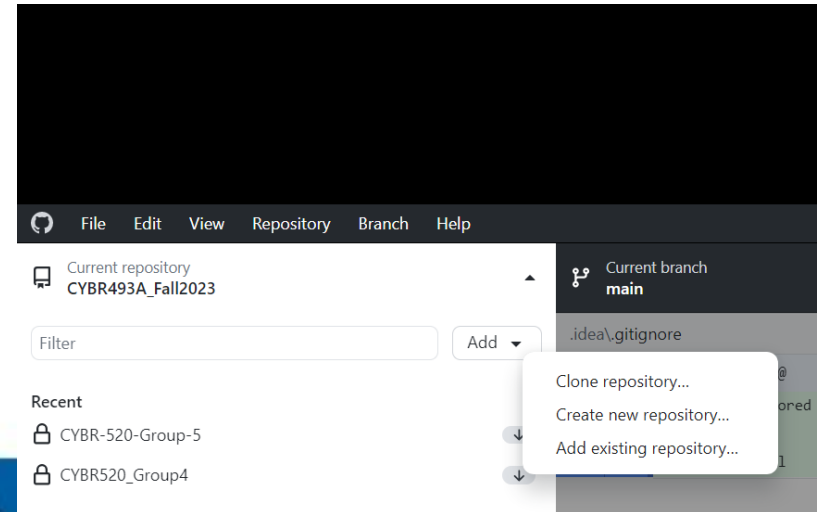 File Edit View Repository Branch Help
Current repository
CYBR493A_Fall2023
Current branch
main
Filter
Add
.idea\.gitignore
@
ored
l
Clone repository...
Create new repository...
Add existing repository...
Recent
CYBR-520-Group-5
CYBR520_Group4